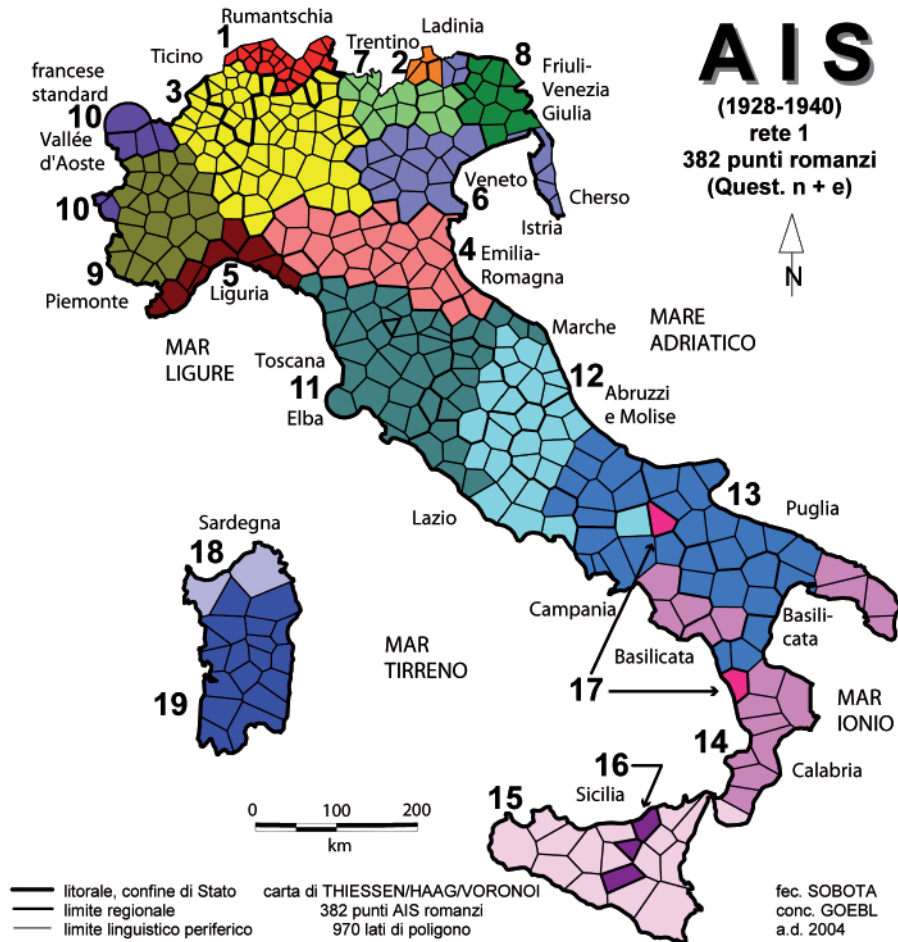 AIS
(1928-1940)
rete 1
382 punti romanzi
(Quest. n + e)
N
Rumantschia
1
Ladinia
Trentino
7
2
8
Friuli-
Venezia
Giulia
Ticino
3
francese
standard
10
Vallée
d'Aoste
10
Veneto
6
Cherso
Istria
4
Emilia-
Romagna
9
Piemonte
5
Liguria
MAR
LIGURE
Toscana
11
Elba
Marche
MARE
ADRIATICO
12
Abruzzi
e Molise
13
Puglia
Lazio
Sardegna
18
Campania
Basili-
cata
Basilicata
MAR
TIRRENO
17
19
MAR
IONIO
14
16
Sicilia
Calabria
15
0 100 200
km
litorale, confine di Stato
limite regionale
limite linguistico periferico
carta di THIESSEN/HAAG/VORONOI
382 punti AIS romanzi
970 lati di poligono
fec. SOBOTA
conc. GOEBL
a.d. 2004